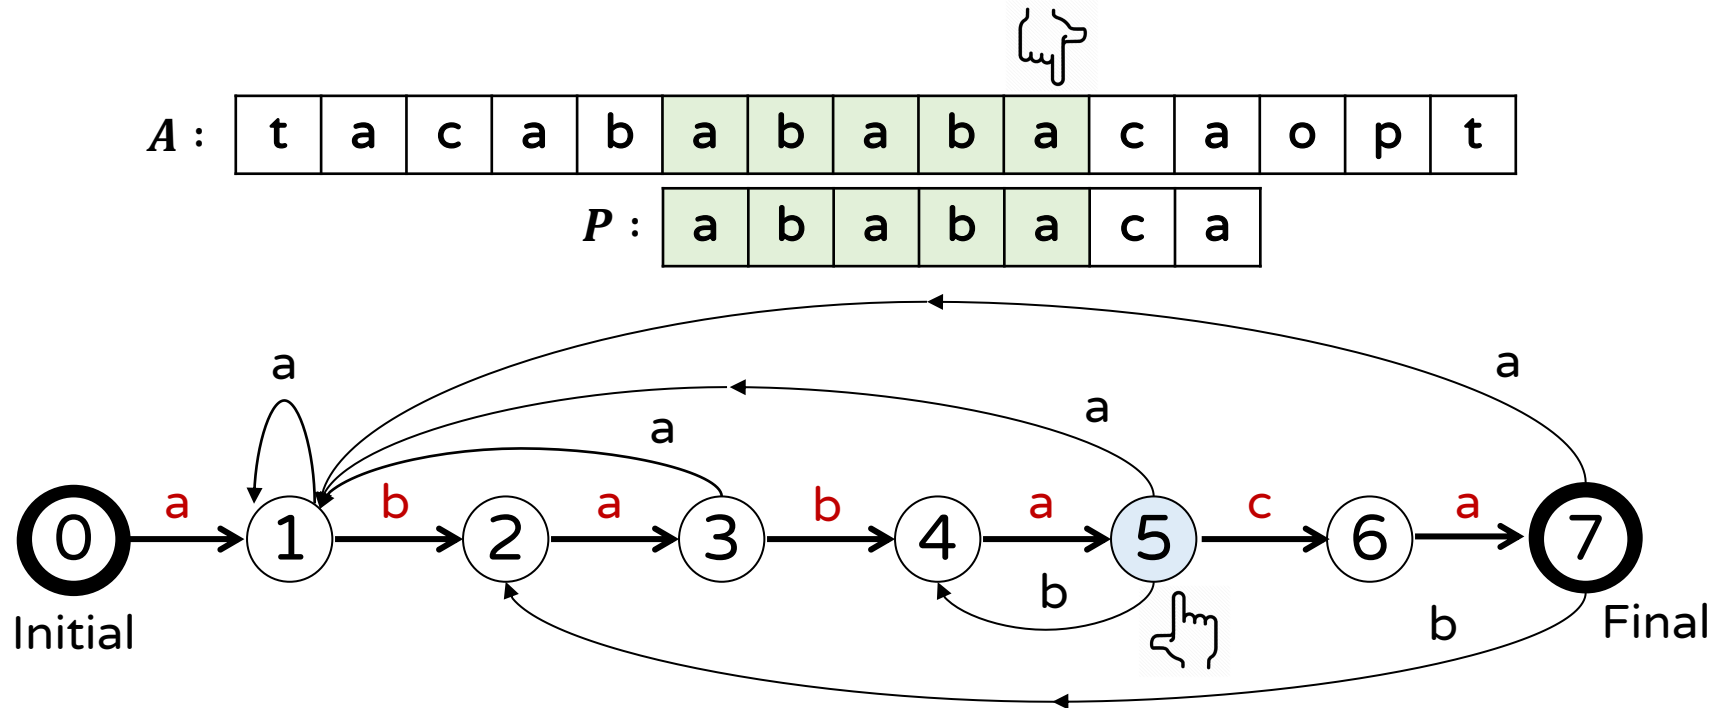 A : t a c a b a b a b a c a o p t
P : a b a b a c a
a
a
a
a
a b a b a c a
0 1 2 3 4 5 6 7
b
b
Initial
Final